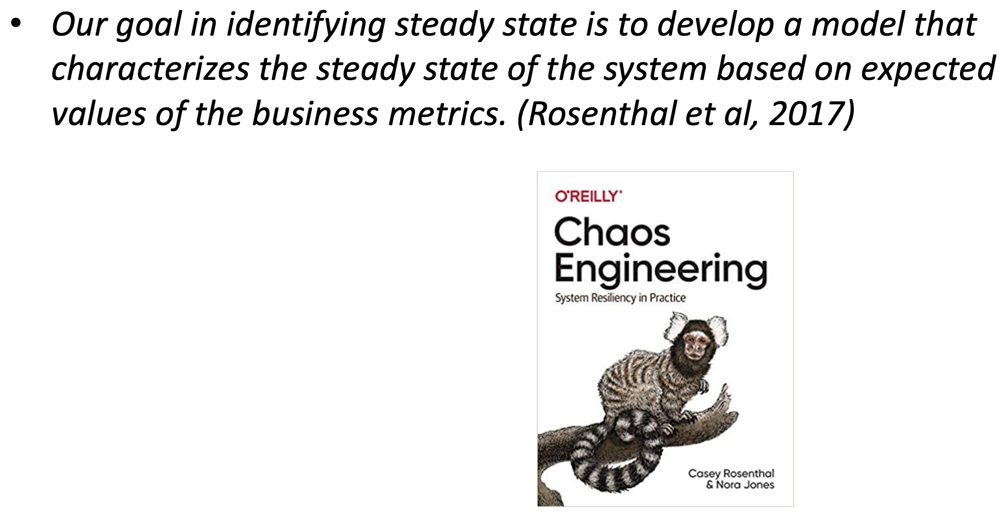 • Our goal in identifying steady state is to develop a model that
characterizes the steady state of the system based on expected
values of the business metrics. (Rosenthal et al, 2017)
O'REILLY®
Chaos
Engineering
System Resiliency in Practice
Casey Rosenthal
& Nora Jones